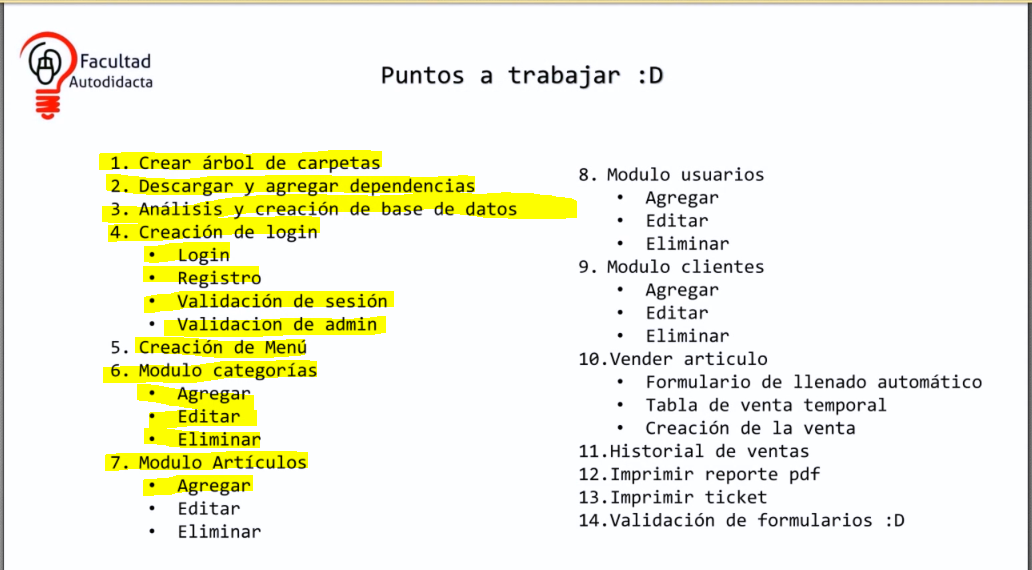 Facultad
Autodidacta
Puntos a trabajar :D
1. Crear árbol de carpetas
2. Descargar y agregar dependencias
3. Análisis y creación de base de datos
4. Creación de login
• Login
• Registro
• Validación de sesión
• Validacion de admin
5. Creación de Menú
6. Modulo categorías
• Agregar
• Editar
• Eliminar
7. Modulo Artículos
• Agregar
• Editar
• Eliminar
8. Modulo usuarios
• Agregar
• Editar
• Eliminar
9. Modulo clientes
• Agregar
• Editar
• Eliminar
10.Vender articulo
• Formulario de llenado automático
• Tabla de venta temporal
• Creación de la venta
11.Historial de ventas
12.Imprimir reporte pdf
13.Imprimir ticket
14.Validación de formularios :D